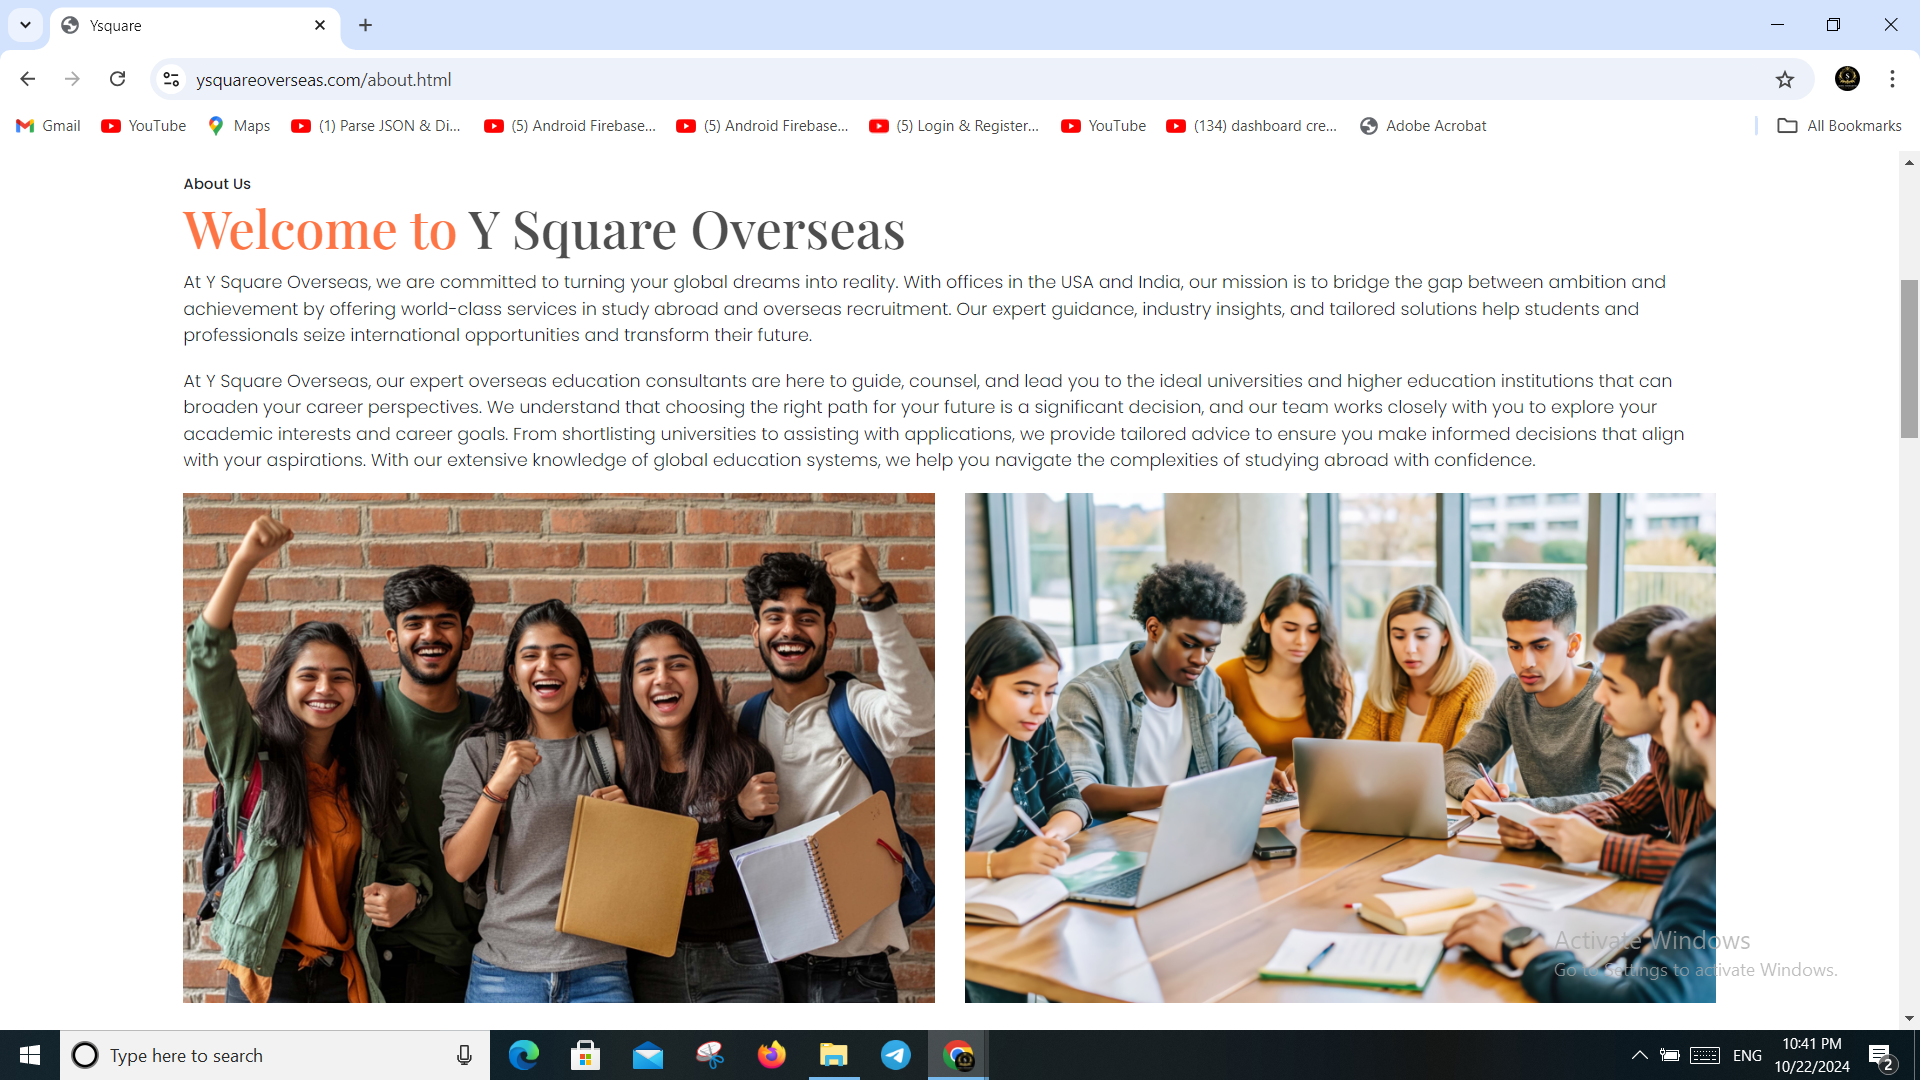 Ysquare
ysquareoverseas.com/about.html
Gmail
YouTube
Maps
(1) Parse JSON & Di...
(5) Android Firebase...
(5) Android Firebase...
(5) Login & Register...
YouTube
(134) dashboard cre...
Adobe Acrobat
All Bookmarks
About Us
Welcome to Y Square Overseas
At Y Square Overseas, we are committed to turning your global dreams into reality. With offices in the USA and India, our mission is to bridge the gap between ambition and
achievement by offering world-class services in study abroad and overseas recruitment. Our expert guidance, industry insights, and tailored solutions help students and
professionals seize international opportunities and transform their future.
At Y Square Overseas, our expert overseas education consultants are here to guide, counsel, and lead you to the ideal universities and higher education institutions that can
broaden your career perspectives. We understand that choosing the right path for your future is a significant decision, and our team works closely with you to explore your
academic interests and career goals. From shortlisting universities to assisting with applications, we provide tailored advice to ensure you make informed decisions that align
with your aspirations. With our extensive knowledge of global education systems, we help you navigate the complexities of studying abroad with confidence.
Activate Windows
Go to Settings to activate Windows.
Type here to search
ENG
10:41 PM
10/22/2024
2